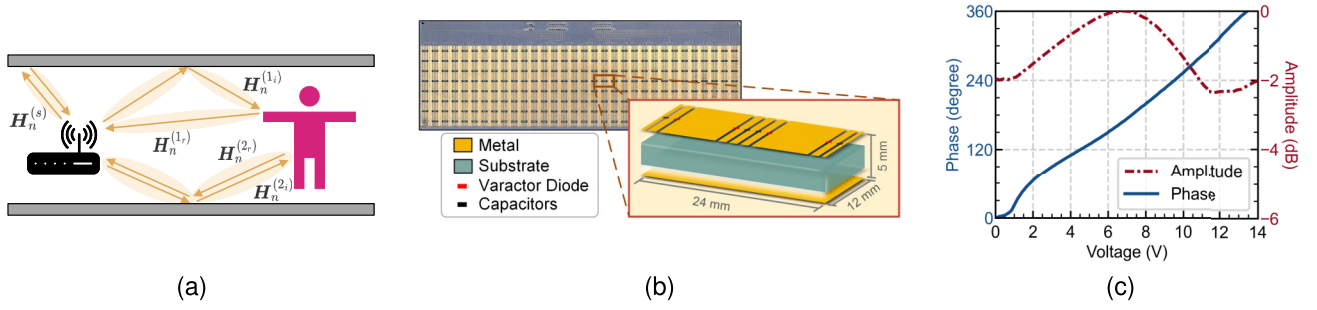 H_n^(s)
H_n^(1_i)
H_n^(1_r)
H_n^(2_r)
H_n^(2_i)
(a)
Metal
Substrate
Varactor Diode
Capacitors
5 mm
12 mm
24 mm
(b)
360
240
120
0
Phase (degree)
0
−2
−4
−6
Amplitude (dB)
Amplitude
Phase
0 2 4 6 8 10 12 14
Voltage (V)
(c)